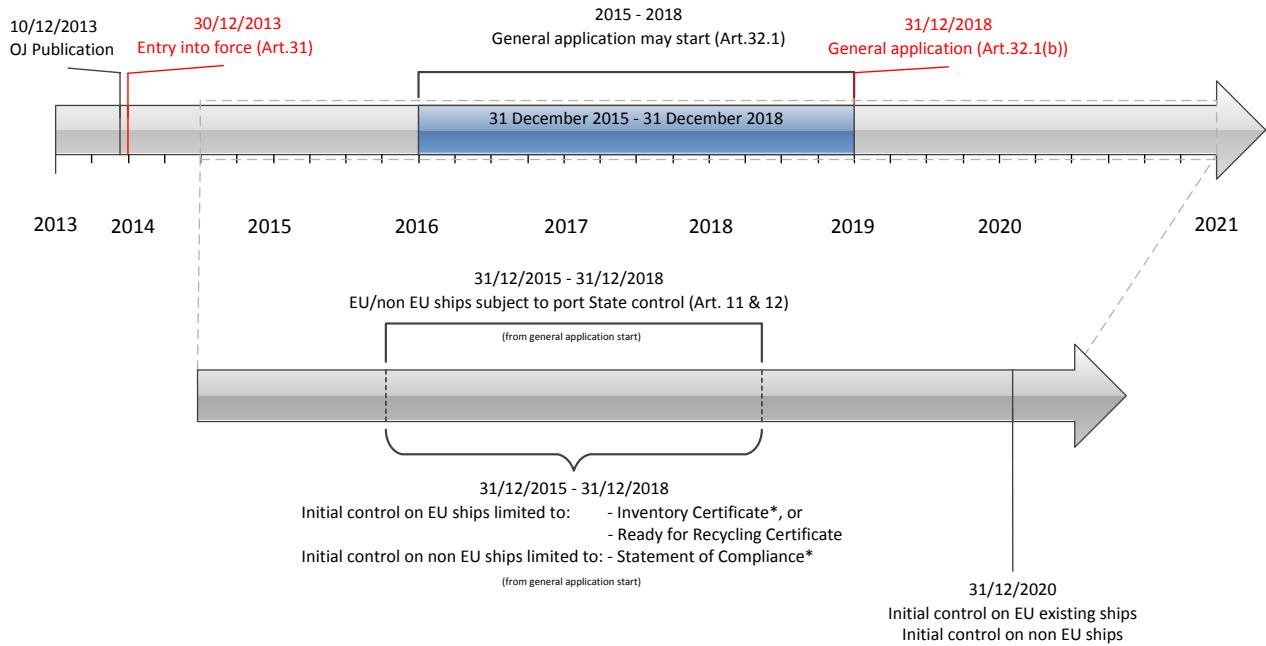 10/12/2013
OJ Publication
30/12/2013
Entry into force (Art.31)
2015 - 2018
General application may start (Art.32.1)
31/12/2018
General application (Art.32.1(b))
31 December 2015 - 31 December 2018
2013 2014 2015 2016 2017 2018 2019 2020 2021
31/12/2015 - 31/12/2018
EU/non EU ships subject to port State control (Art. 11 & 12)
(from general application start)
31/12/2015 - 31/12/2018
Initial control on EU ships limited to: - Inventory Certificate*, or
- Ready for Recycling Certificate
Initial control on non EU ships limited to: - Statement of Compliance*
(from general application start)
31/12/2020
Initial control on EU existing ships
Initial control on non EU ships